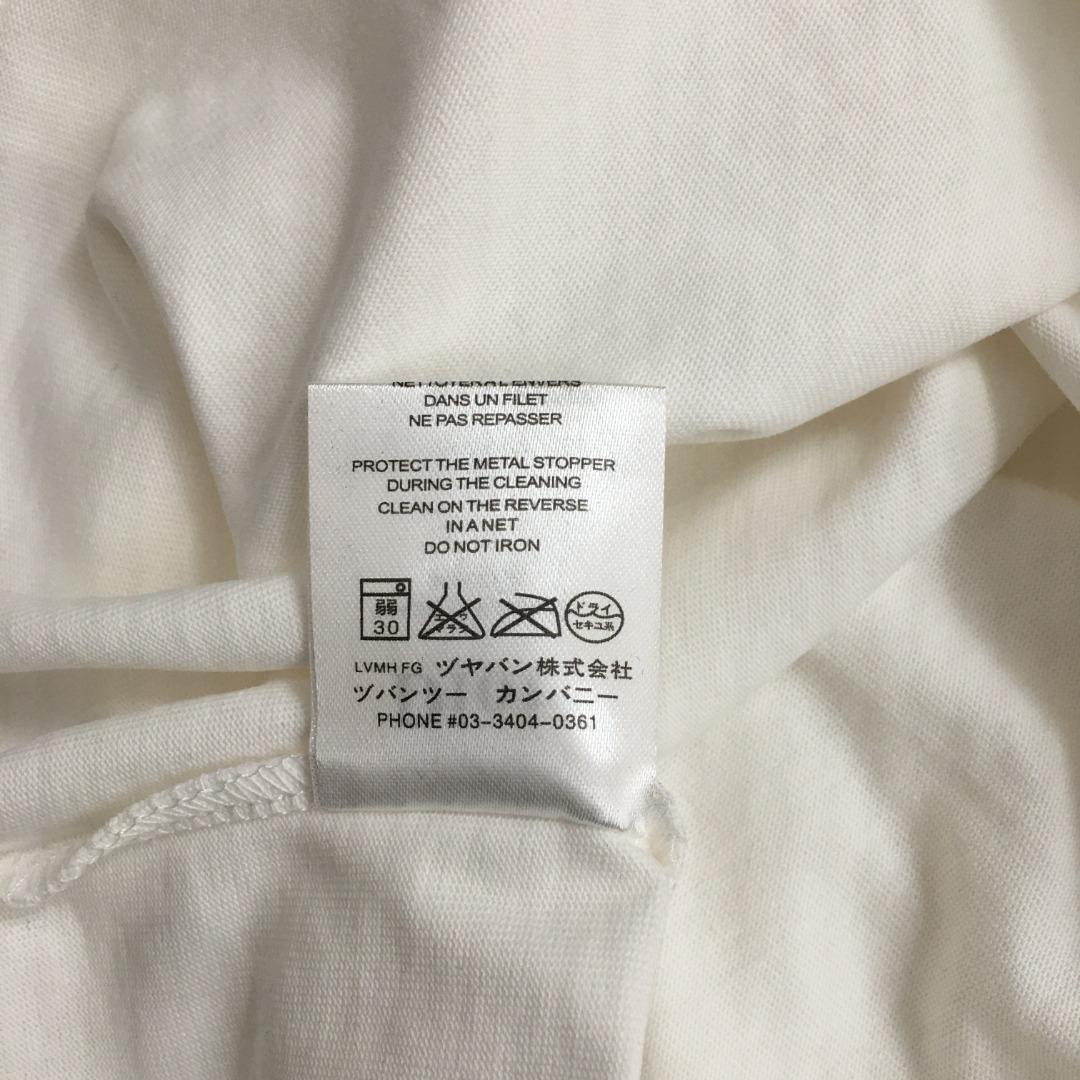 NETTOYER A L'ENVERS
DANS UN FILET
NE PAS REPASSER
PROTECT THE METAL STOPPER
DURING THE CLEANING
CLEAN ON THE REVERSE
IN A NET
DO NOT IRON
弱
30
ドライ
セキユ系
LVMH FG ヅヤバン株式会社
ヅバンツー カンバニー
PHONE #03-3404-0361